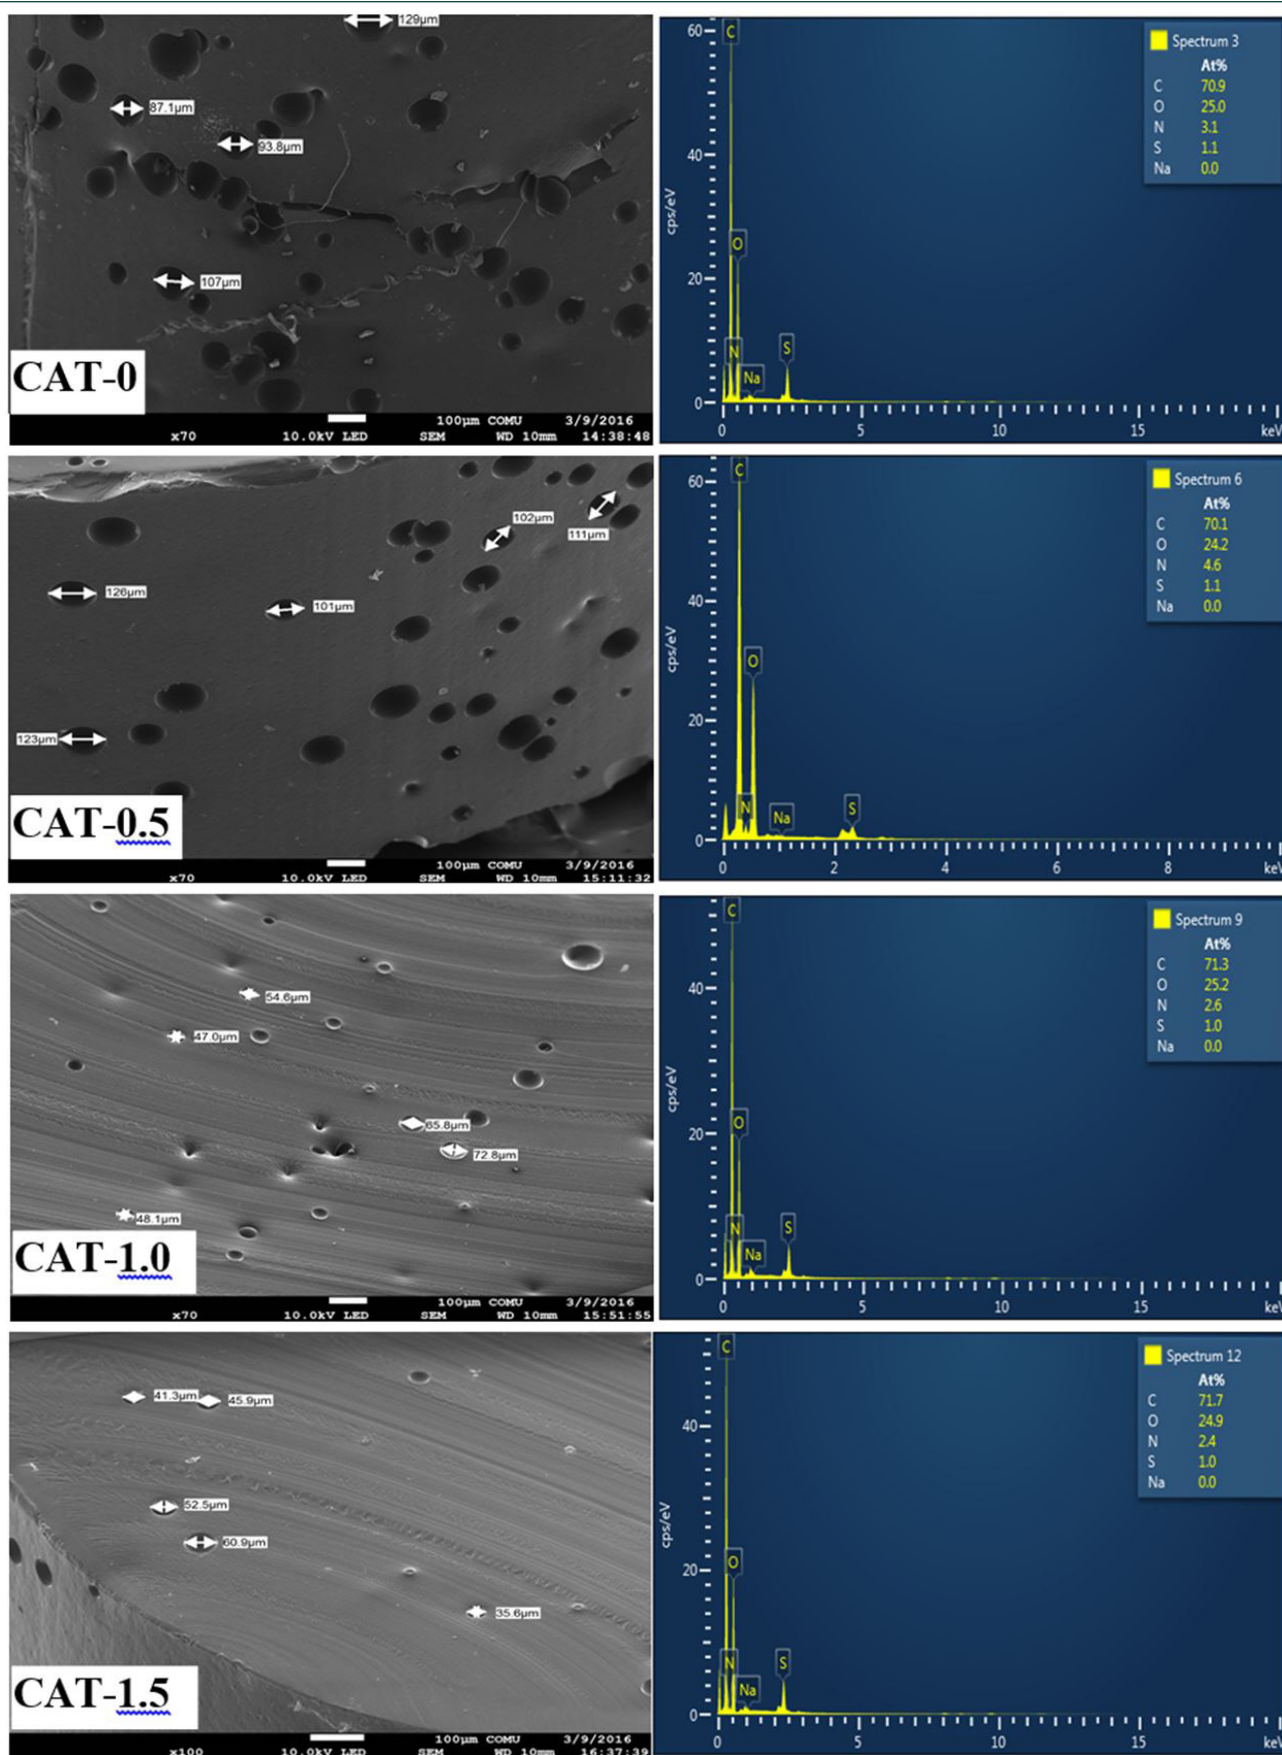 129µm
87.1µm
93.8µm
107µm
CAT-0
100µm COMU 3/9/2016
x70 10.0kV LED SEM WD 10mm 14:38:48
60
40
20
0
cps/eV
C
O
N
Na
S
0 5 10 15 keV
Spectrum 3
At%
C 70.9
O 25.0
N 3.1
S 1.1
Na 0.0
102µm
111µm
126µm
101µm
123µm
CAT-0.5
100µm COMU 3/9/2016
x70 10.0kV LED SEM WD 10mm 15:11:32
60
40
20
0
cps/eV
C
O
N
Na
S
0 2 4 6 8 keV
Spectrum 6
At%
C 70.1
O 24.2
N 4.6
S 1.1
Na 0.0
54.6µm
47.0µm
65.8µm
72.8µm
48.1µm
CAT-1.0
100µm COMU 3/9/2016
x70 10.0kV LED SEM WD 10mm 15:51:55
40
20
0
cps/eV
C
O
N
Na
S
0 5 10 15 keV
Spectrum 9
At%
C 71.3
O 25.2
N 2.6
S 1.0
Na 0.0
41.3µm
45.9µm
52.5µm
60.9µm
35.6µm
CAT-1.5
100µm COMU 3/9/2016
x100 10.0kV LED SEM WD 10mm 16:37:39
40
20
0
cps/eV
C
O
N
Na
S
0 5 10 15 keV
Spectrum 12
At%
C 71.7
O 24.9
N 2.4
S 1.0
Na 0.0